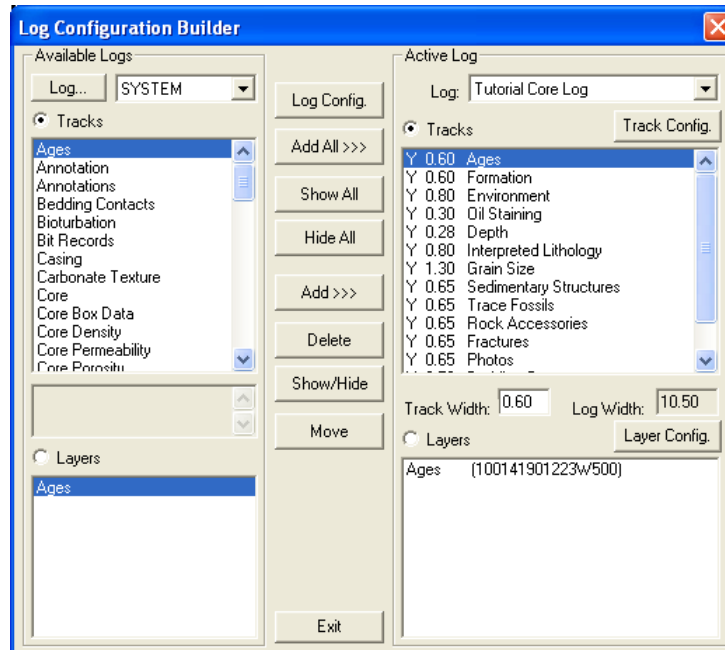 Log Configuration Builder
Available Logs
Log... SYSTEM
Tracks
Ages
Annotation
Annotations
Bedding Contacts
Bioturbation
Bit Records
Casing
Carbonate Texture
Core
Core Box Data
Core Density
Core Permeability
Core Porosity
Layers
Ages
Log Config.
Add All >>>
Show All
Hide All
Add >>>
Delete
Show/Hide
Move
Exit
Active Log
Log: Tutorial Core Log
Tracks
Track Config.
Y 0.60 Ages
Y 0.60 Formation
Y 0.80 Environment
Y 0.30 Oil Staining
Y 0.28 Depth
Y 0.80 Interpreted Lithology
Y 1.30 Grain Size
Y 0.65 Sedimentary Structures
Y 0.65 Trace Fossils
Y 0.65 Rock Accessories
Y 0.65 Fractures
Y 0.65 Photos
Track Width: 0.60 Log Width: 10.50
Layers
Layer Config.
Ages (100141901223W500)